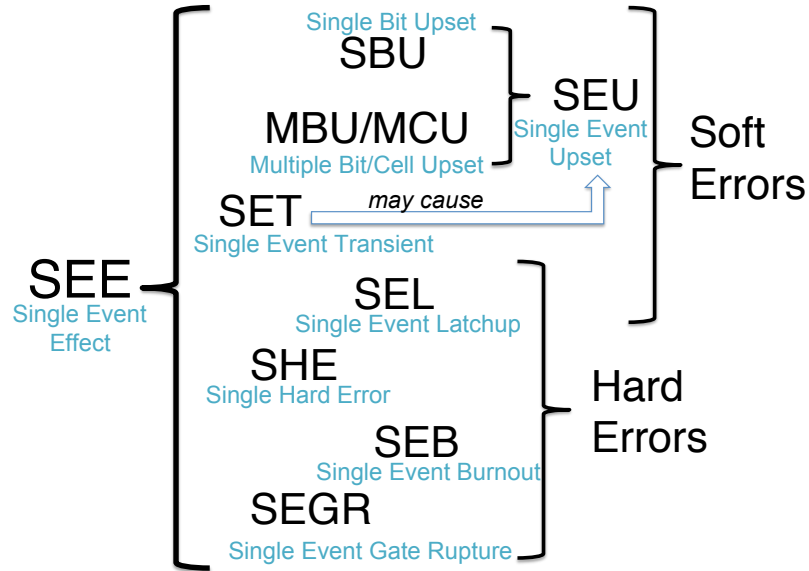 Single Bit Upset
SBU
MBU/MCU
Multiple Bit/Cell Upset
SEU
Single Event
Upset
Soft
Errors
SET
may cause
Single Event Transient
SEE
Single Event
Effect
SEL
Single Event Latchup
SHE
Single Hard Error
SEB
Single Event Burnout
SEGR
Single Event Gate Rupture
Hard
Errors